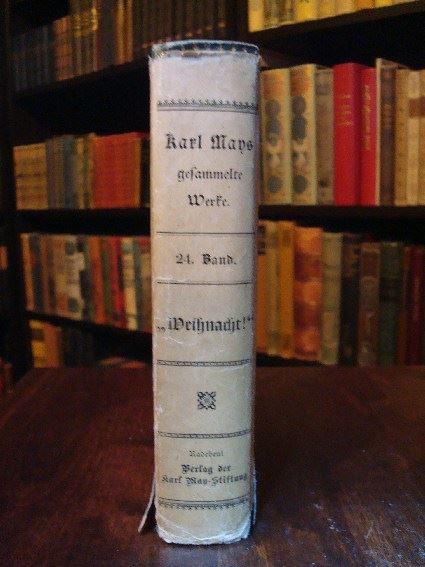 Karl Mays
gesammelte
Werke.
24. Band.
„Weihnacht!“
Radebeul
Verlag der
Karl May-Stiftung